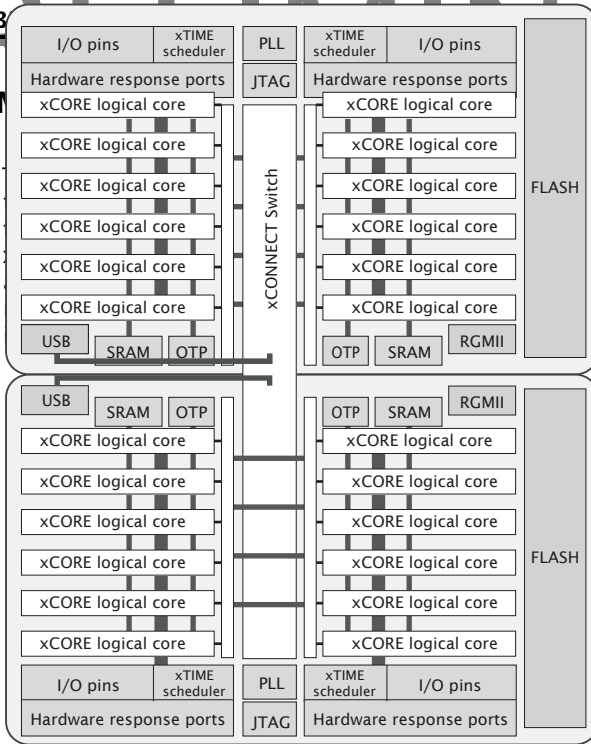 I/O pins xTIME scheduler PLL xTIME scheduler I/O pins
Hardware response ports JTAG Hardware response ports
xCORE logical core xCORE logical core
xCORE logical core xCORE logical core
xCORE logical core xCORE logical core
xCORE logical core xCORE logical core
xCORE logical core xCORE logical core
xCORE logical core xCORE logical core
xCONNECT Switch
FLASH
USB SRAM OTP OTP SRAM RGMII
USB SRAM OTP OTP SRAM RGMII
xCORE logical core xCORE logical core
xCORE logical core xCORE logical core
xCORE logical core xCORE logical core
xCORE logical core xCORE logical core
xCORE logical core xCORE logical core
xCORE logical core xCORE logical core
FLASH
I/O pins xTIME scheduler PLL xTIME scheduler I/O pins
Hardware response ports JTAG Hardware response ports